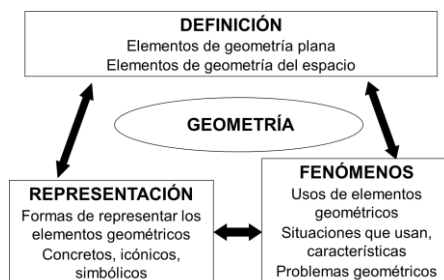 DEFINICIÓN
Elementos de geometría plana
Elementos de geometría del espacio
GEOMETRÍA
REPRESENTACIÓN
Formas de representar los
elementos geométricos
Concretos, icónicos,
simbólicos
FENÓMENOS
Usos de elementos
geométricos
Situaciones que usan,
características
Problemas geométricos